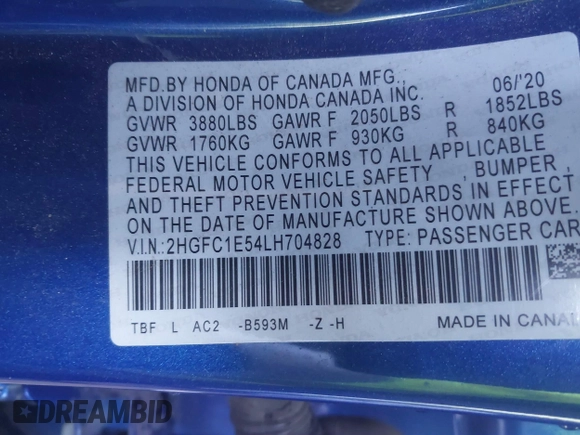 MFD. BY HONDA OF CANADA MFG., 06/'20
A DIVISION OF HONDA CANADA INC.
GVWR 3880LBS GAWR F 2050LBS R 1852LBS
GVWR 1760KG GAWR F 930KG R 840KG
THIS VEHICLE CONFORMS TO ALL APPLICABLE
FEDERAL MOTOR VEHICLE SAFETY , BUMPER ,
AND THEFT PREVENTION STANDARDS IN EFFECT
ON THE DATE OF MANUFACTURE SHOWN ABOVE.
V.I.N.: 2HGFC1E54LH704828 TYPE: PASSENGER CAR
TBF L AC2 -B593M -Z -H MADE IN CANA
DREAMBID